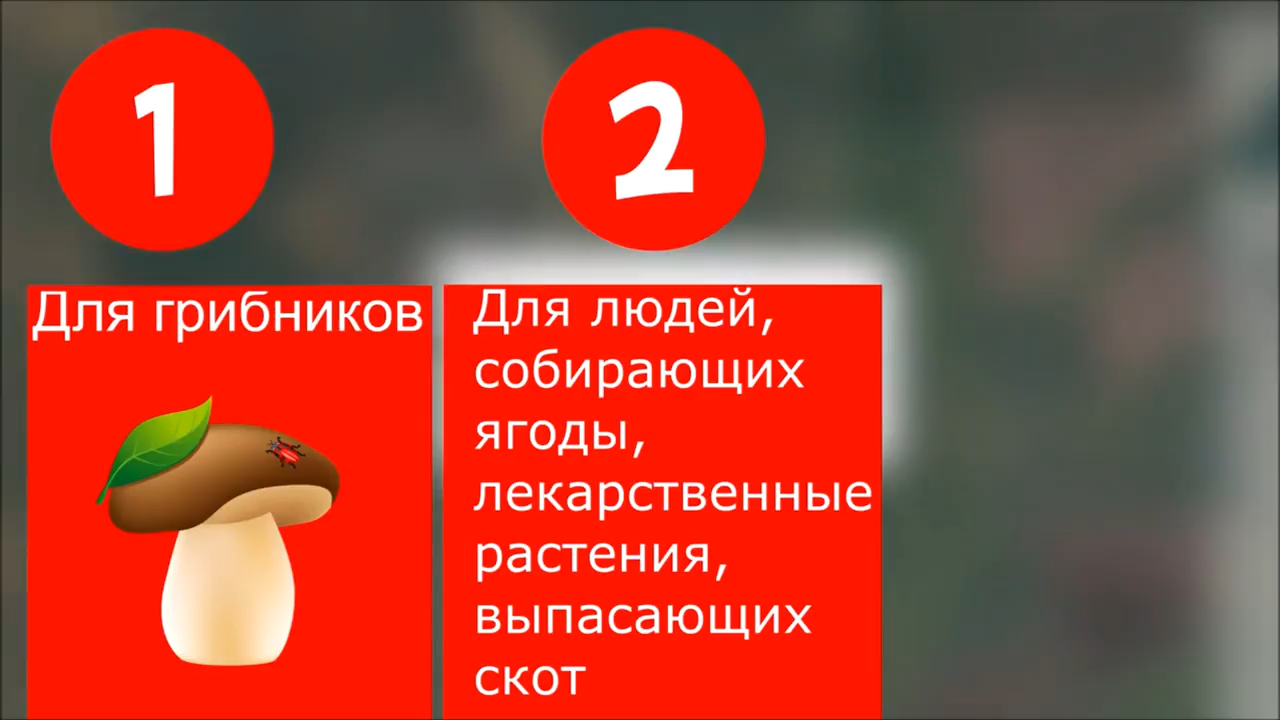 1
2
Для грибников
Для людей,
собирающих
ягоды,
лекарственные
растения,
выпасающих
скот